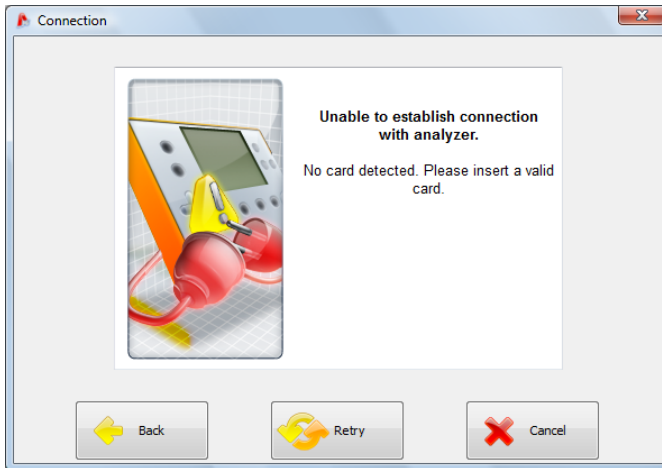 Connection
Unable to establish connection
with analyzer.
No card detected. Please insert a valid
card.
Back
Retry
Cancel